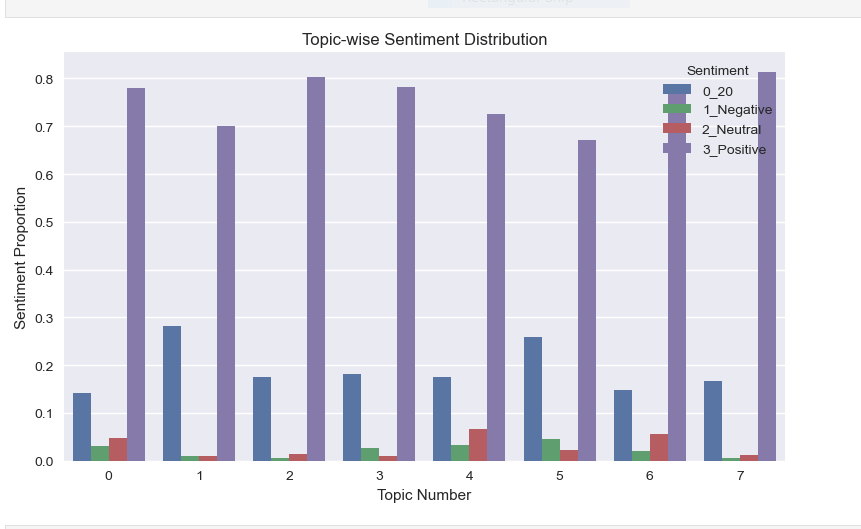 Topic-wise Sentiment Distribution
Sentiment
0_20
1_Negative
2_Neutral
3_Positive
Sentiment Proportion
0.8
0.7
0.6
0.5
0.4
0.3
0.2
0.1
0.0
0 1 2 3 4 5 6 7
Topic Number